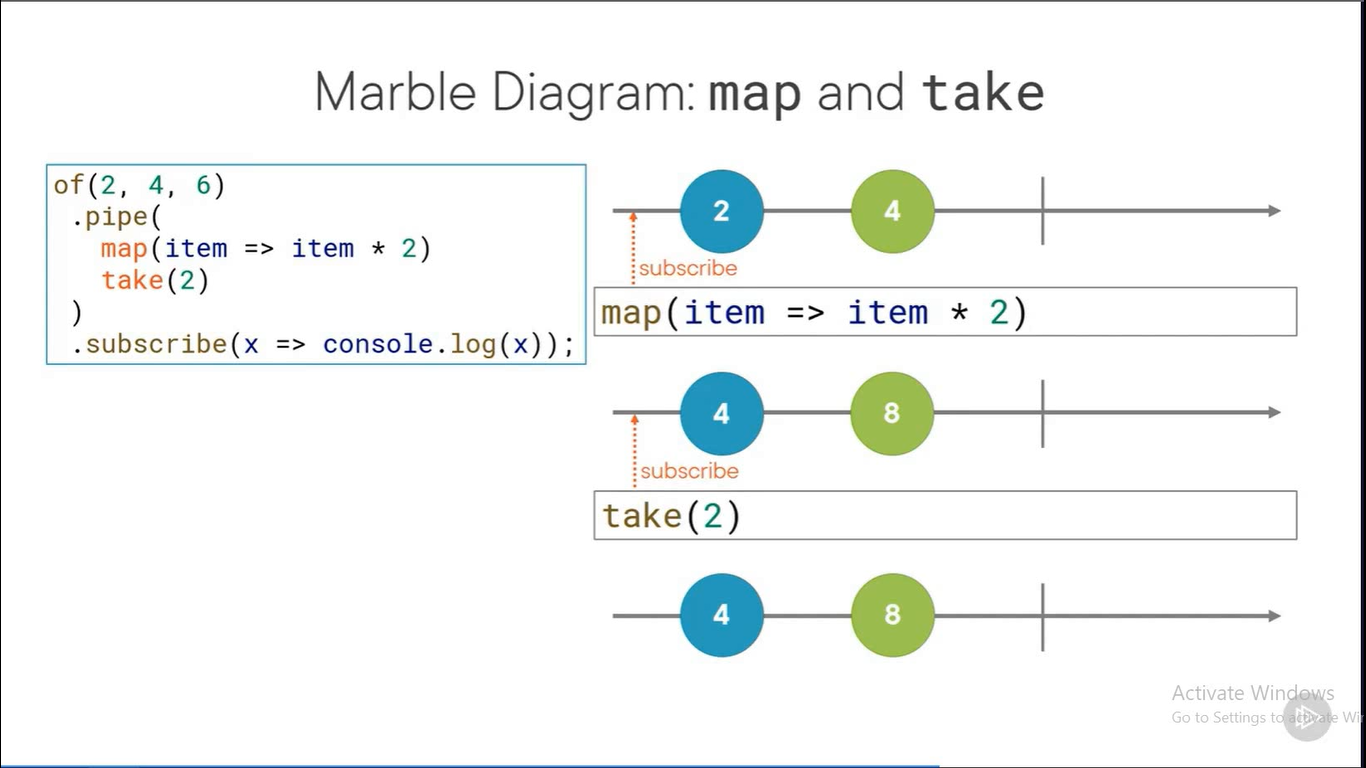 Marble Diagram: map and take
of(2, 4, 6)
.pipe(
map(item => item * 2)
take(2)
)
.subscribe(x => console.log(x));
2
4
subscribe
map(item => item * 2)
4
8
subscribe
take(2)
4
8
Activate Windows
Go to Settings to activate Wi